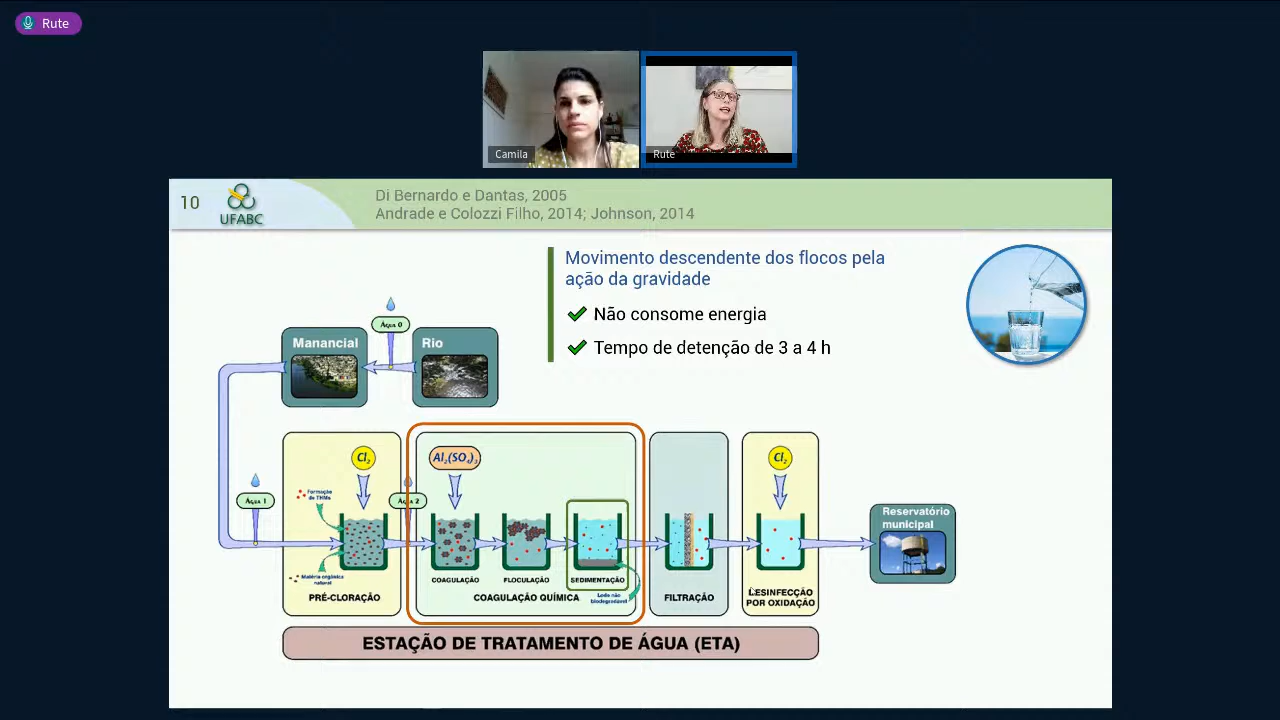 Rute
Camila
Rute
10
UFABC
Di Bernardo e Dantas, 2005
Andrade e Colozzi Filho, 2014; Johnson, 2014
Movimento descendente dos flocos pela
ação da gravidade
Não consome energia
Tempo de detenção de 3 a 4 h
Água 0
Manancial
Rio
Cl₂
Al₂(SO₄)₃
Cl₂
Formação
de THMs
Água 1
Água 2
Reservatório
municipal
Matéria orgânica
natural
COAGULAÇÃO
FLOCULAÇÃO
SEDIMENTAÇÃO
PRÉ-CLORAÇÃO
COAGULAÇÃO QUÍMICA
Lodo não
biodegradável
FILTRAÇÃO
DESINFECÇÃO
POR OXIDAÇÃO
ESTAÇÃO DE TRATAMENTO DE ÁGUA (ETA)